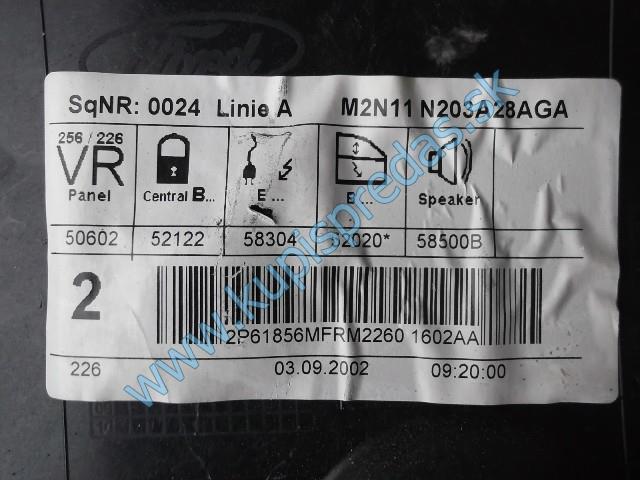 Ford
SqNR: 0024 Linie A M2N11 N203A28AGA
256 / 226
VR
Panel Central B... E ... E... Speaker
50602 52122 58304 52020* 58500B
2
2P61856MFRM2260 1602AA
226 03.09.2002 09:20:00
www.kupispredas.sk